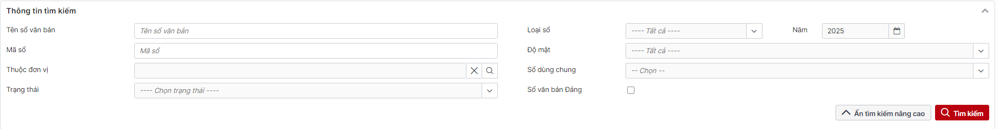 Thông tin tìm kiếm
Tên sổ văn bản Tên sổ văn bản Loại sổ ---- Tất cả ---- Năm 2025
Mã sổ Mã sổ Độ mật ---- Tất cả ----
Thuộc đơn vị Sổ dùng chung -- Chọn --
Trạng thái ---- Chọn trạng thái ---- Sổ văn bản Đảng
Ẩn tìm kiếm nâng cao Tìm kiếm